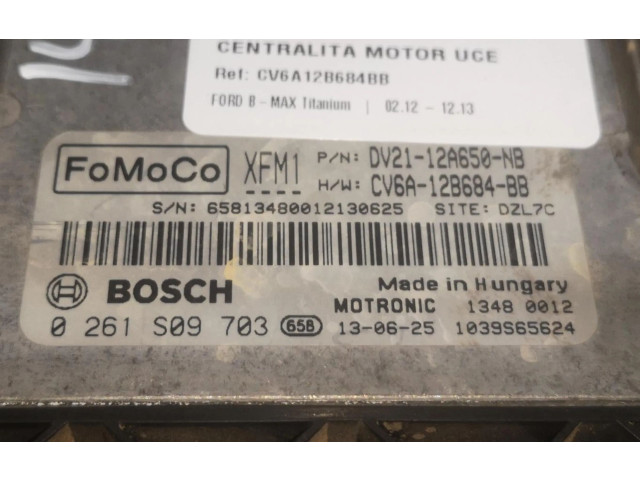 CENTRALITA MOTOR UCE
Ref: CV6A12B684BB
FORD B - MAX Titanium | 02.12 - 12.13
FoMoCo XFM1 P/N: DV21-12A650-NB
H/W: CV6A-12B684-BB
S/N: 65813480012130625 SITE: DZL7C
BOSCH Made in Hungary
MOTRONIC 1348 0012
0 261 S09 703 65B 13-06-25 1039S65624